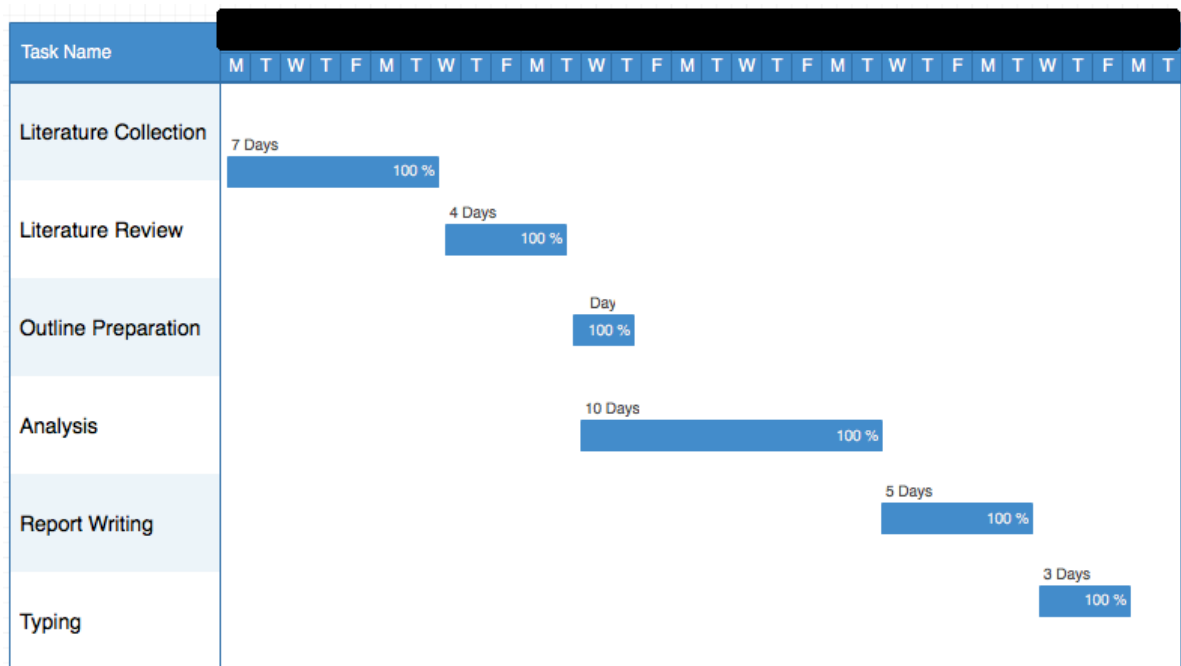 Task Name
M T W T F M T W T F M T W T F M T W T F M T W T F M T W T F M T
Literature Collection
7 Days
100 %
4 Days
Literature Review
100 %
Day
Outline Preparation
100 %
10 Days
Analysis
100 %
5 Days
Report Writing
100 %
3 Days
100 %
Typing